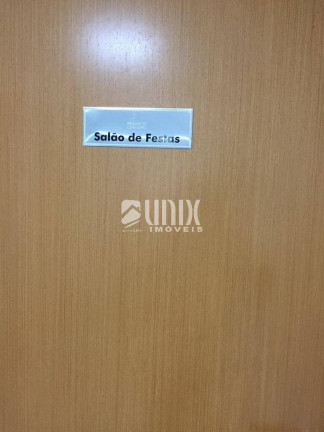 Salão de Festas
UNIX
IMÓVEIS